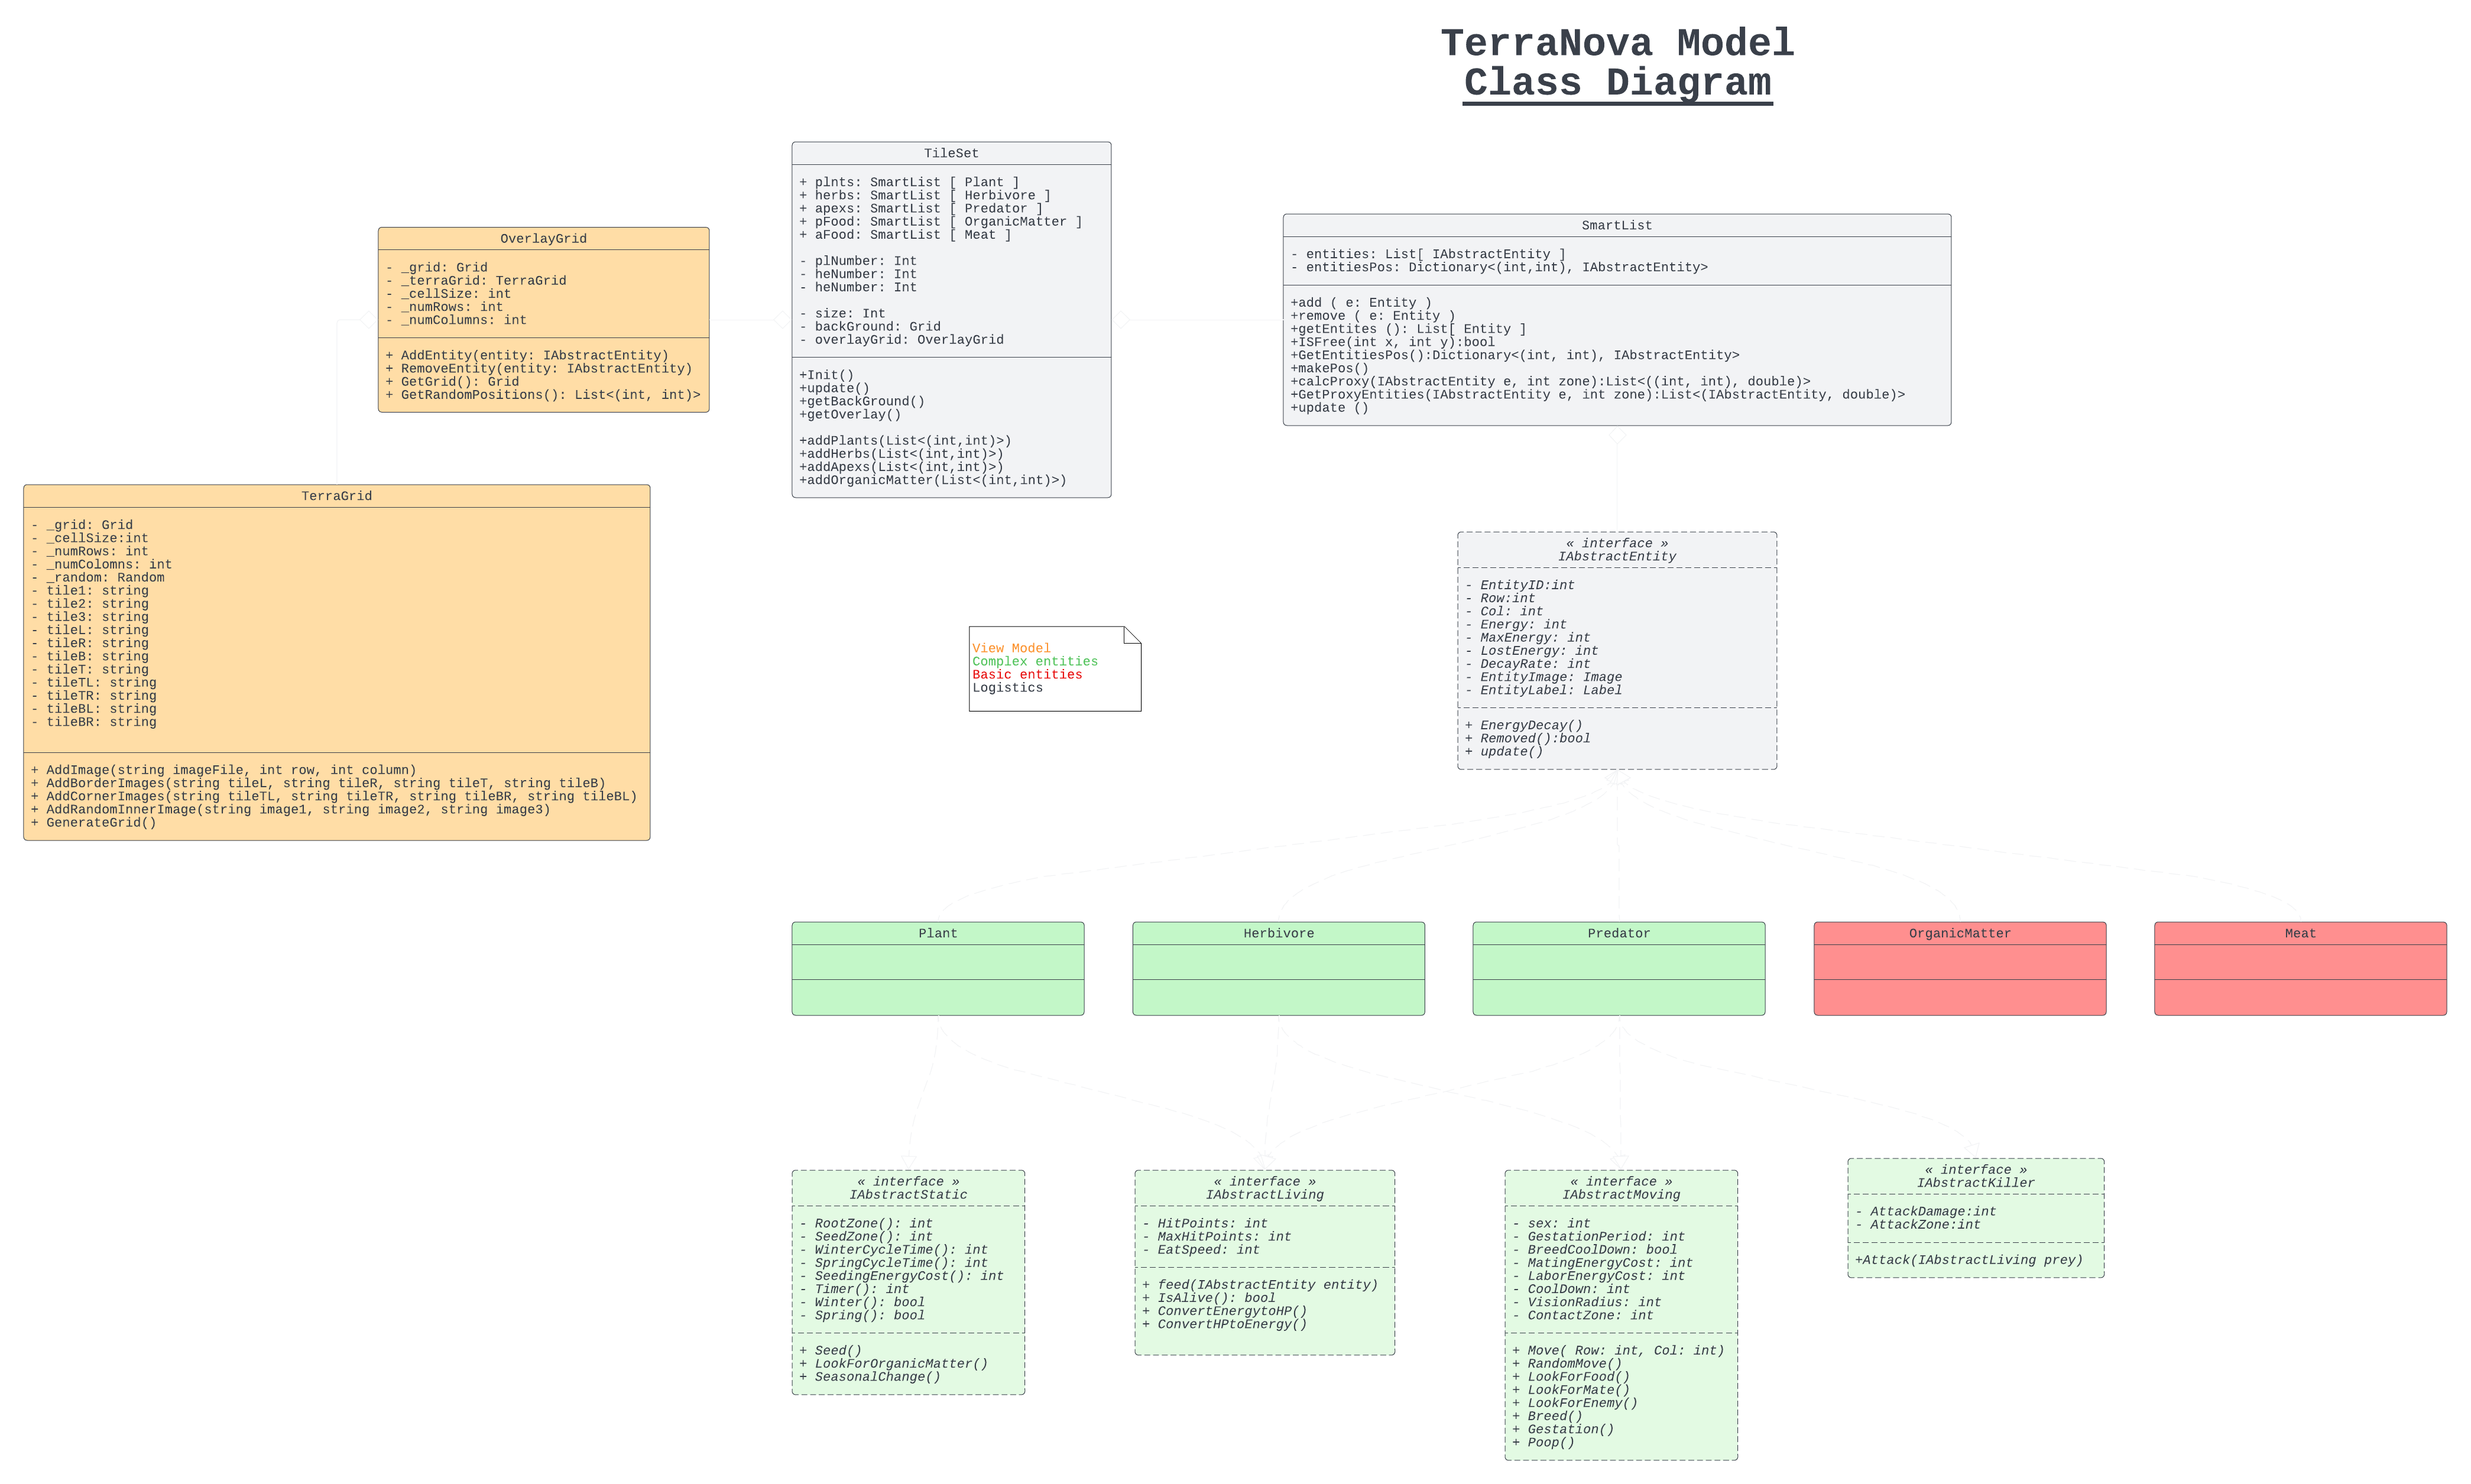 TerraNova Model
Class Diagram
TileSet
+ plnts: SmartList [ Plant ]
+ herbs: SmartList [ Herbivore ]
+ apexs: SmartList [ Predator ]
+ pFood: SmartList [ OrganicMatter ]
+ aFood: SmartList [ Meat ]
- plNumber: Int
- heNumber: Int
- heNumber: Int
- size: Int
- backGround: Grid
- overlayGrid: OverlayGrid
+Init()
+update()
+getBackGround()
+getOverlay()
+addPlants(List<(int,int)>)
+addHerbs(List<(int,int)>)
+addApexs(List<(int,int)>)
+addOrganicMatter(List<(int,int)>)
SmartList
- entities: List[ IAbstractEntity ]
- entitiesPos: Dictionary<(int,int), IAbstractEntity>
+add ( e: Entity )
+remove ( e: Entity )
+getEntites (): List[ Entity ]
+ISFree(int x, int y):bool
+GetEntitiesPos():Dictionary<(int, int), IAbstractEntity>
+makePos()
+calcProxy(IAbstractEntity e, int zone):List<((int, int), double)>
+GetProxyEntities(IAbstractEntity e, int zone):List<(IAbstractEntity, double)>
+update ()
OverlayGrid
- _grid: Grid
- _terraGrid: TerraGrid
- _cellSize: int
- _numRows: int
- _numColumns: int
+ AddEntity(entity: IAbstractEntity)
+ RemoveEntity(entity: IAbstractEntity)
+ GetGrid(): Grid
+ GetRandomPositions(): List<(int, int)>
TerraGrid
- _grid: Grid
- _cellSize:int
- _numRows: int
- _numColomns: int
- _random: Random
- tile1: string
- tile2: string
- tile3: string
- tileL: string
- tileR: string
- tileB: string
- tileT: string
- tileTL: string
- tileTR: string
- tileBL: string
- tileBR: string
+ AddImage(string imageFile, int row, int column)
+ AddBorderImages(string tileL, string tileR, string tileT, string tileB)
+ AddCornerImages(string tileTL, string tileTR, string tileBR, string tileBL)
+ AddRandomInnerImage(string image1, string image2, string image3)
+ GenerateGrid()
« interface »
IAbstractEntity
- EntityID:int
- Row:int
- Col: int
- Energy: int
- MaxEnergy: int
- LostEnergy: int
- DecayRate: int
- EntityImage: Image
- EntityLabel: Label
+ EnergyDecay()
+ Removed():bool
+ update()
View Model
Complex entities
Basic entities
Logistics
Plant
Herbivore
Predator
OrganicMatter
Meat
« interface »
IAbstractStatic
- RootZone(): int
- SeedZone(): int
- WinterCycleTime(): int
- SpringCycleTime(): int
- SeedingEnergyCost(): int
- Timer(): int
- Winter(): bool
- Spring(): bool
+ Seed()
+ LookForOrganicMatter()
+ SeasonalChange()
« interface »
IAbstractLiving
- HitPoints: int
- MaxHitPoints: int
- EatSpeed: int
+ feed(IAbstractEntity entity)
+ IsAlive(): bool
+ ConvertEnergytoHP()
+ ConvertHPtoEnergy()
« interface »
IAbstractMoving
- sex: int
- GestationPeriod: int
- BreedCoolDown: bool
- MatingEnergyCost: int
- LaborEnergyCost: int
- CoolDown: int
- VisionRadius: int
- ContactZone: int
+ Move( Row: int, Col: int)
+ RandomMove()
+ LookForFood()
+ LookForMate()
+ LookForEnemy()
+ Breed()
+ Gestation()
+ Poop()
« interface »
IAbstractKiller
- AttackDamage:int
- AttackZone:int
+Attack(IAbstractLiving prey)